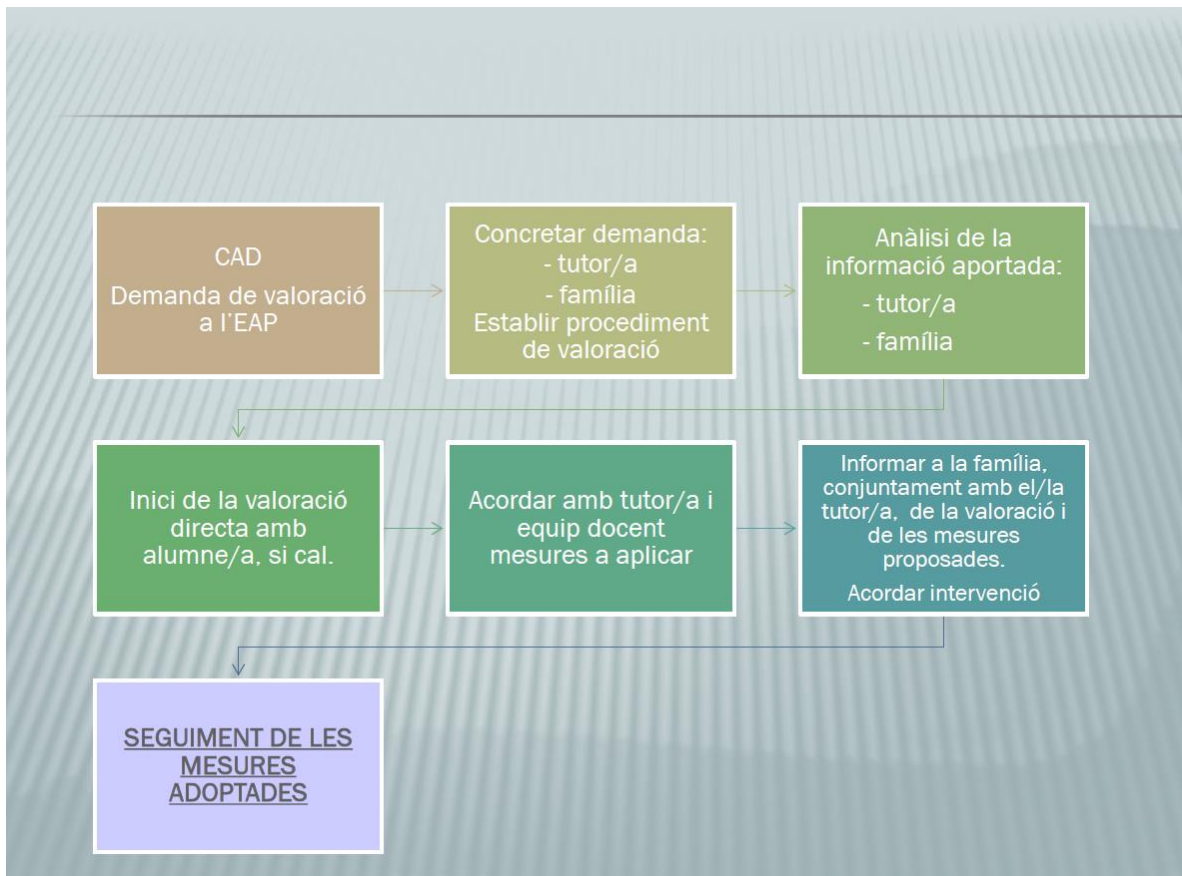 CAD
Demanda de valoració
a l'EAP
Concretar demanda:
- tutor/a
- família
Establir procediment
de valoració
Anàlisi de la
informació aportada:
- tutor/a
- família
Inici de la valoració
directa amb
alumne/a, si cal.
Acordar amb tutor/a i
equip docent
mesures a aplicar
Informar a la família,
conjuntament amb el/la
tutor/a, de la valoració i
de les mesures
proposades.
Acordar intervenció
SEGUIMENT DE LES
MESURES
ADOPTADES